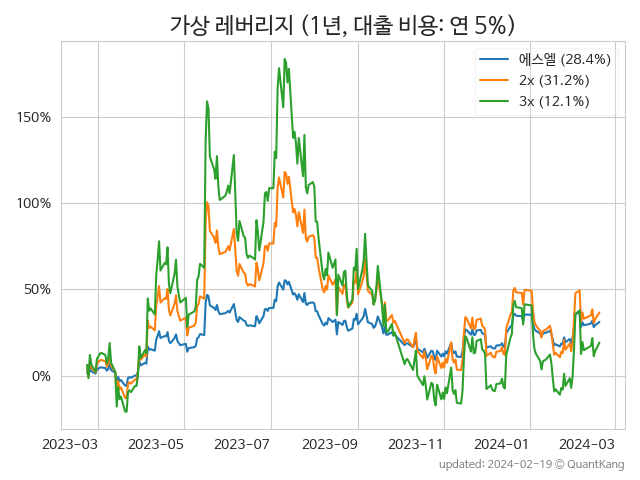 가상 레버리지 (1년, 대출 비용: 연 5%)
에스엘 (28.4%)
2x (31.2%)
3x (12.1%)
150%
100%
50%
0%
2023-03 2023-05 2023-07 2023-09 2023-11 2024-01 2024-03
updated: 2024-02-19 © QuantKang